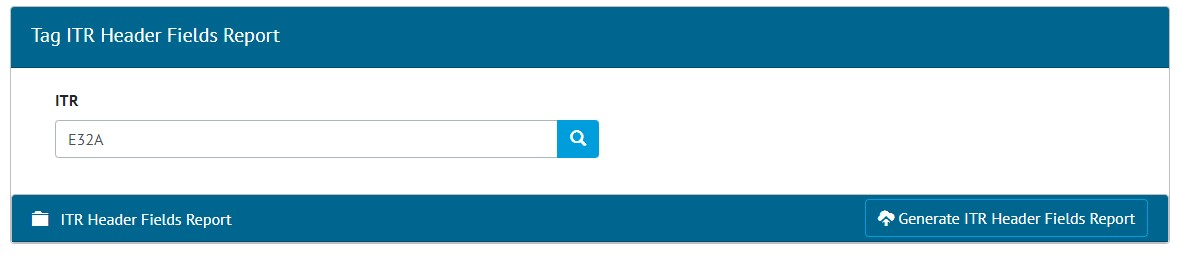 Tag ITR Header Fields Report
ITR
E32A
ITR Header Fields Report
Generate ITR Header Fields Report